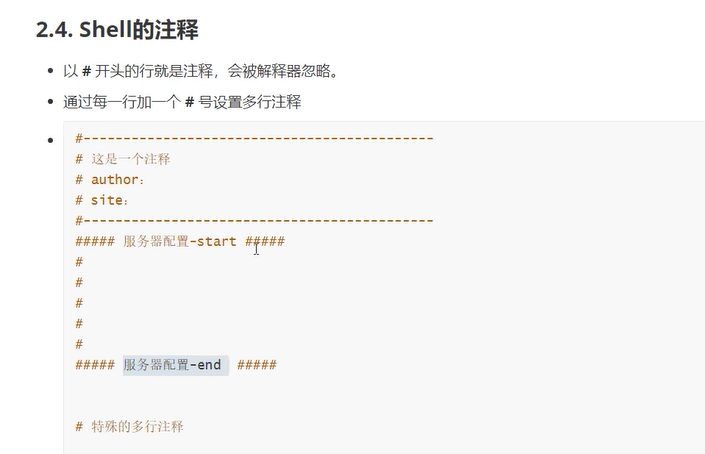 2.4. Shell的注释
以 # 开头的行就是注释，会被解释器忽略。
通过每一行加一个 # 号设置多行注释
#--------------------------------------------
# 这是一个注释
# author：
# site：
#--------------------------------------------
##### 服务器配置-start #####
#
#
#
#
#
##### 服务器配置-end  #####
# 特殊的多行注释